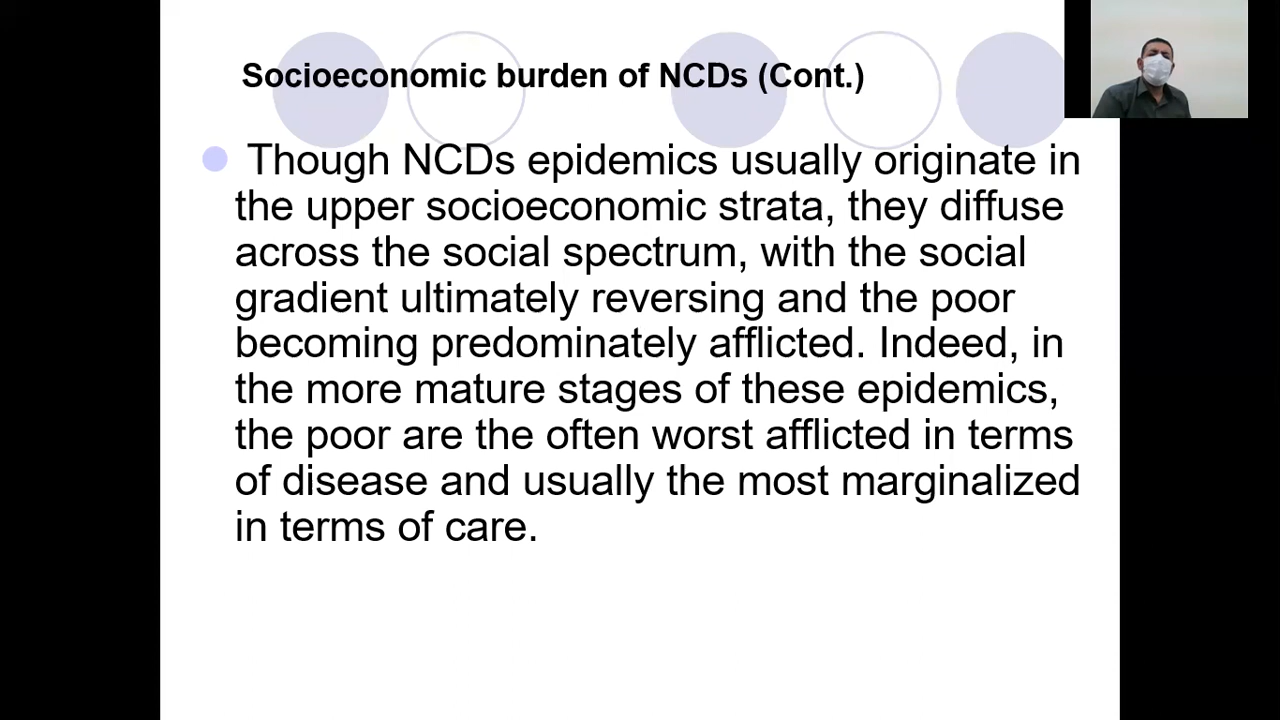 Socioeconomic burden of NCDs (Cont.)
Though NCDs epidemics usually originate in
the upper socioeconomic strata, they diffuse
across the social spectrum, with the social
gradient ultimately reversing and the poor
becoming predominately afflicted. Indeed, in
the more mature stages of these epidemics,
the poor are the often worst afflicted in terms
of disease and usually the most marginalized
in terms of care.